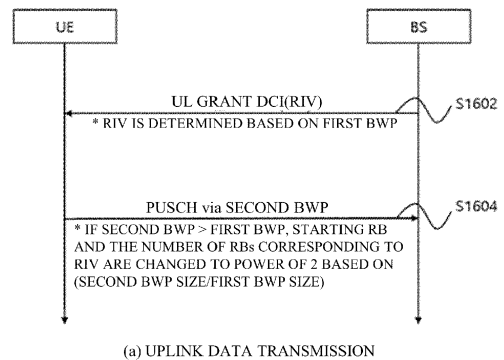 UE
BS
UL GRANT DCI(RIV)
S1602
* RIV IS DETERMINED BASED ON FIRST BWP
PUSCH via SECOND BWP
S1604
* IF SECOND BWP > FIRST BWP, STARTING RB
AND THE NUMBER OF RBs CORRESPONDING TO
RIV ARE CHANGED TO POWER OF 2 BASED ON
(SECOND BWP SIZE/FIRST BWP SIZE)
(a) UPLINK DATA TRANSMISSION